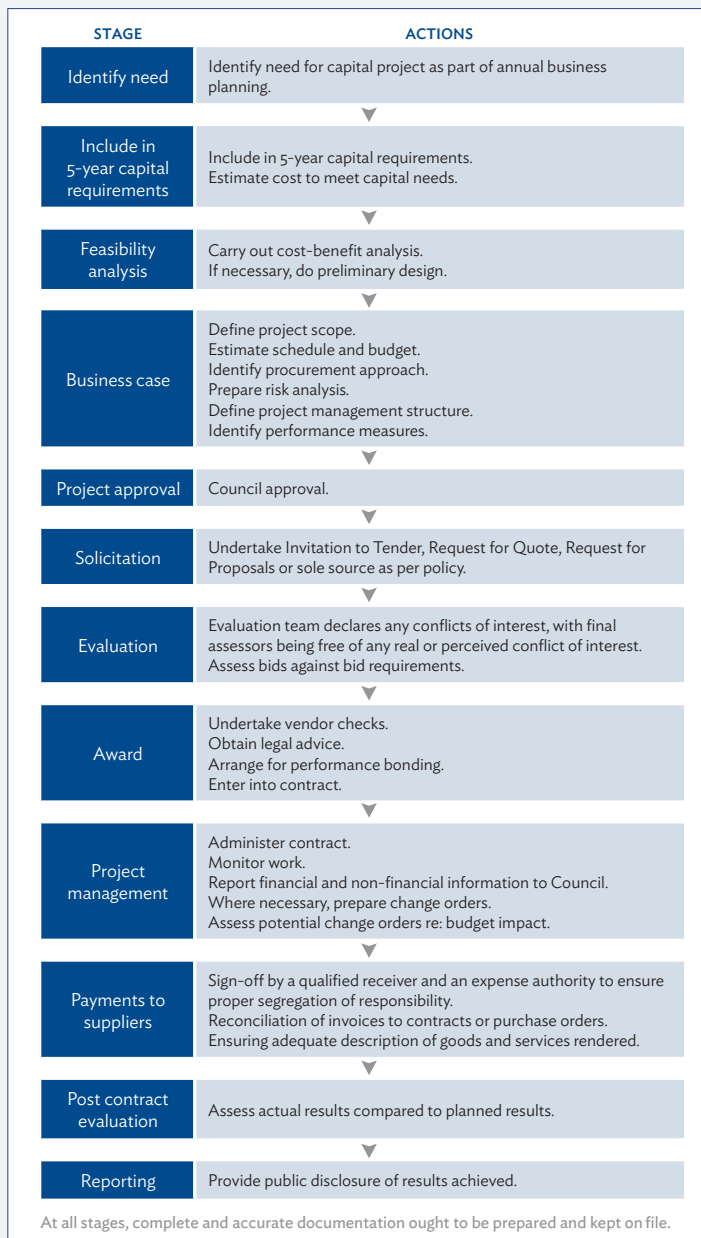 STAGE
ACTIONS
Identify need
Identify need for capital project as part of annual business
planning.
Include in
5-year capital
requirements
Include in 5-year capital requirements.
Estimate cost to meet capital needs.
Feasibility
analysis
Carry out cost-benefit analysis.
If necessary, do preliminary design.
Business case
Define project scope.
Estimate schedule and budget.
Identify procurement approach.
Prepare risk analysis.
Define project management structure.
Identify performance measures.
Project approval
Council approval.
Solicitation
Undertake Invitation to Tender, Request for Quote, Request for
Proposals or sole source as per policy.
Evaluation
Evaluation team declares any conflicts of interest, with final
assessors being free of any real or perceived conflict of interest.
Assess bids against bid requirements.
Award
Undertake vendor checks.
Obtain legal advice.
Arrange for performance bonding.
Enter into contract.
Project
management
Administer contract.
Monitor work.
Report financial and non-financial information to Council.
Where necessary, prepare change orders.
Assess potential change orders re: budget impact.
Payments to
suppliers
Sign-off by a qualified receiver and an expense authority to ensure
proper segregation of responsibility.
Reconciliation of invoices to contracts or purchase orders.
Ensuring adequate description of goods and services rendered.
Post contract
evaluation
Assess actual results compared to planned results.
Reporting
Provide public disclosure of results achieved.
At all stages, complete and accurate documentation ought to be prepared and kept on file.